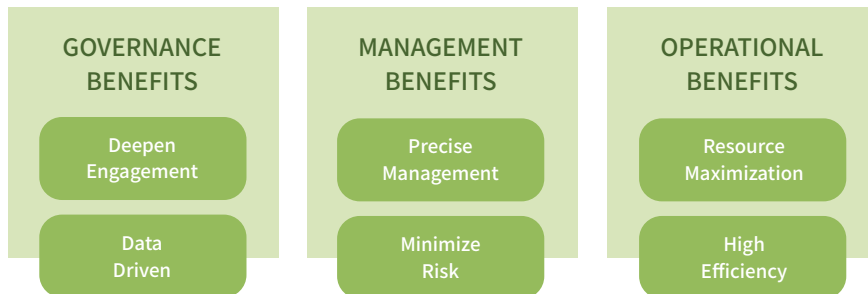 GOVERNANCE
BENEFITS
Deepen
Engagement
Data
Driven
MANAGEMENT
BENEFITS
Precise
Management
Minimize
Risk
OPERATIONAL
BENEFITS
Resource
Maximization
High
Efficiency